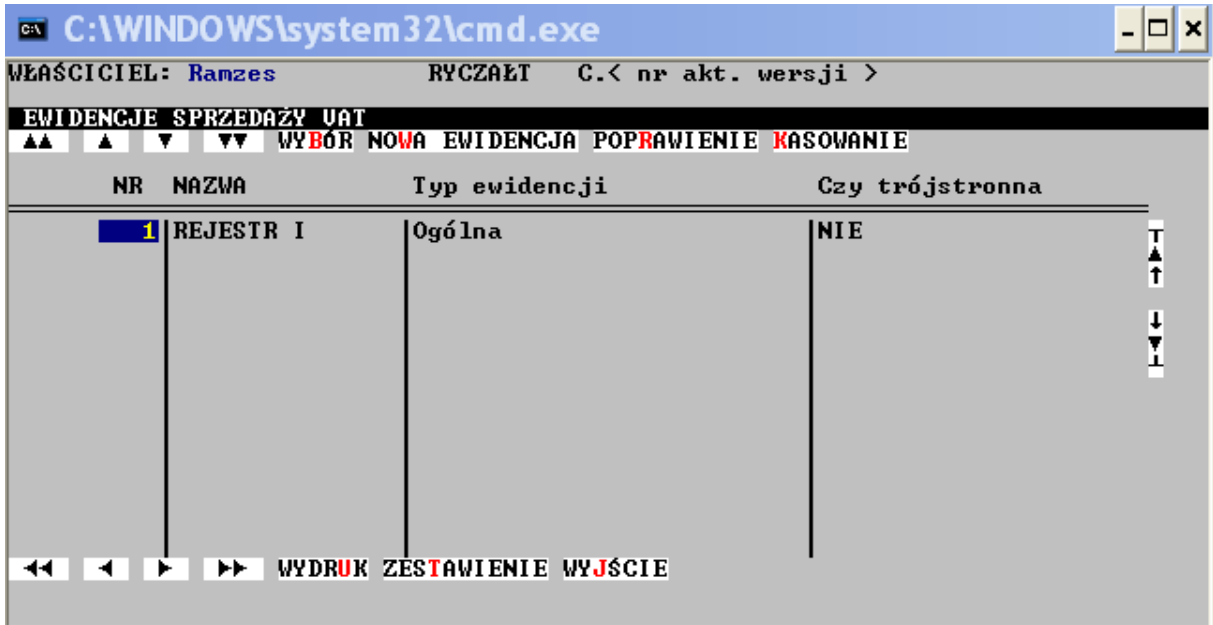 C:\WINDOWS\system32\cmd.exe
WŁAŚCICIEL: Ramzes RYCZAŁT C.< nr akt. wersji >
EWIDENCJE SPRZEDAŻY VAT
WYBÓR NOWA EWIDENCJA POPRAWIENIE KASOWANIE
NR NAZWA Typ ewidencji Czy trójstronna
1 REJESTR I Ogólna NIE
WYDRUK ZESTAWIENIE WYJŚCIE